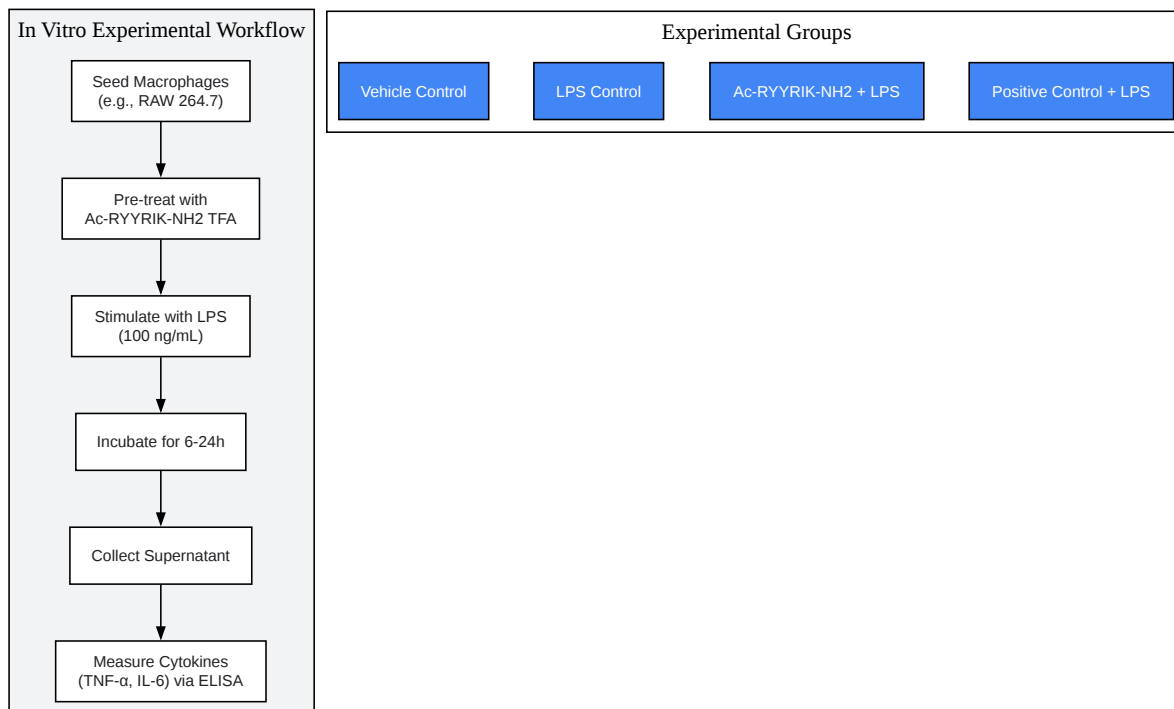 In Vitro Experimental Workflow
Seed Macrophages
(e.g., RAW 264.7)
Pre-treat with
Ac-RYYRIK-NH2 TFA
Stimulate with LPS
(100 ng/mL)
Incubate for 6-24h
Collect Supernatant
Measure Cytokines
(TNF-α, IL-6) via ELISA
Experimental Groups
Vehicle Control
LPS Control
Ac-RYYRIK-NH2 + LPS
Positive Control + LPS